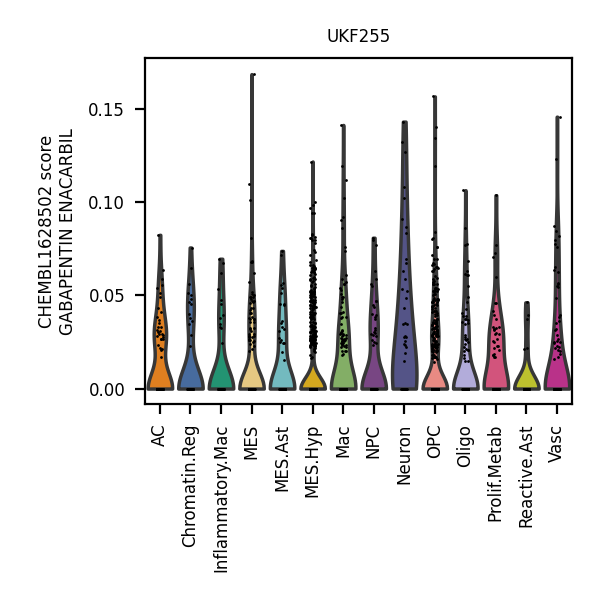 UKF255
CHEMBL1628502 score
GABAPENTIN ENACARBIL
0.15
0.10
0.05
0.00
AC
Chromatin.Reg
Inflammatory.Mac
MES
MES.Ast
MES.Hyp
Mac
NPC
Neuron
OPC
Oligo
Prolif.Metab
Reactive.Ast
Vasc